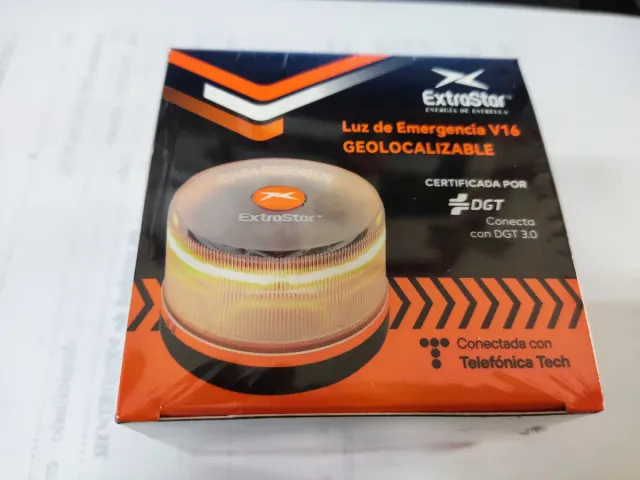 ExtraStar
ENERGÍA DE ESTRELLA
Luz de Emergencia V16
GEOLOCALIZABLE
CERTIFICADA POR
DGT
Conecta
con DGT 3.0
ExtraStar
Conectada con
Telefónica Tech